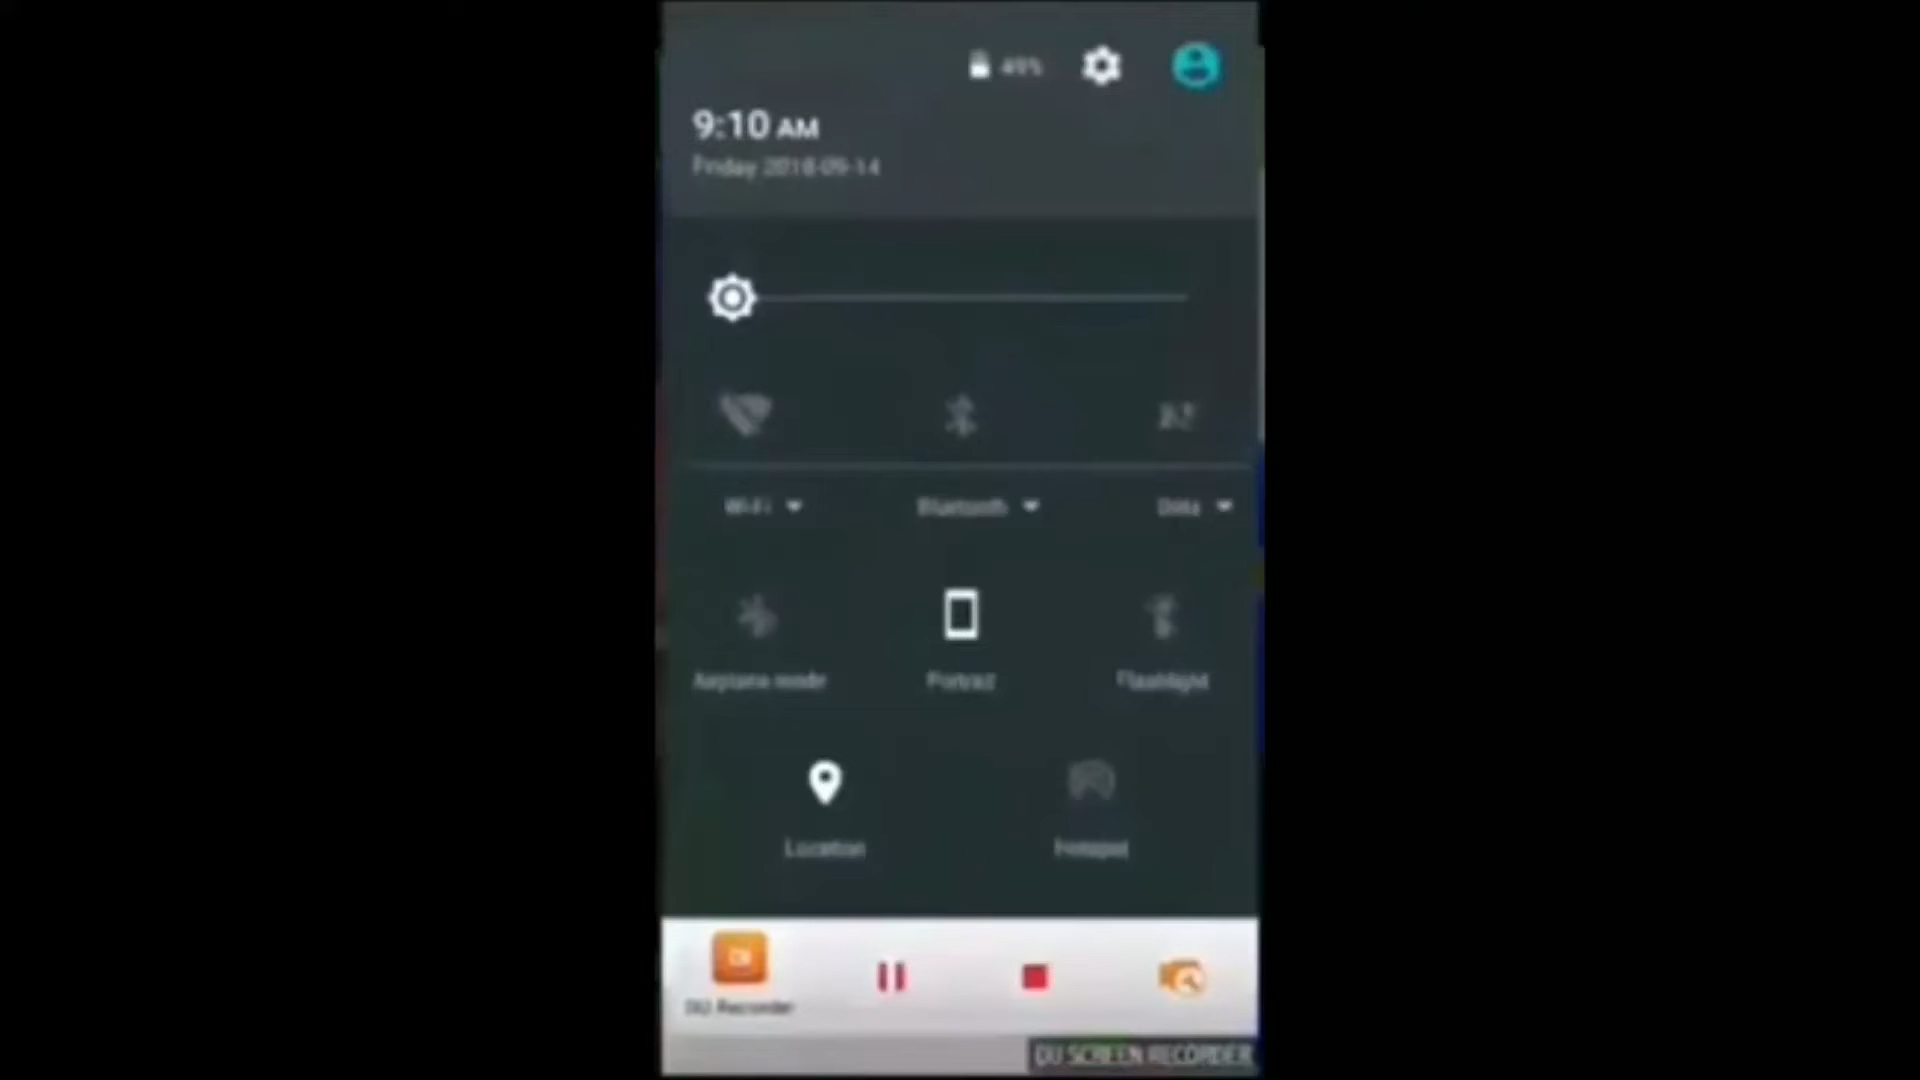 49%
9:10 AM
Friday 2018-09-14
Wi-Fi Bluetooth Data
Airplane mode Portrait Flashlight
Location Hotspot
DU Recorder
DU SCREEN RECORDER